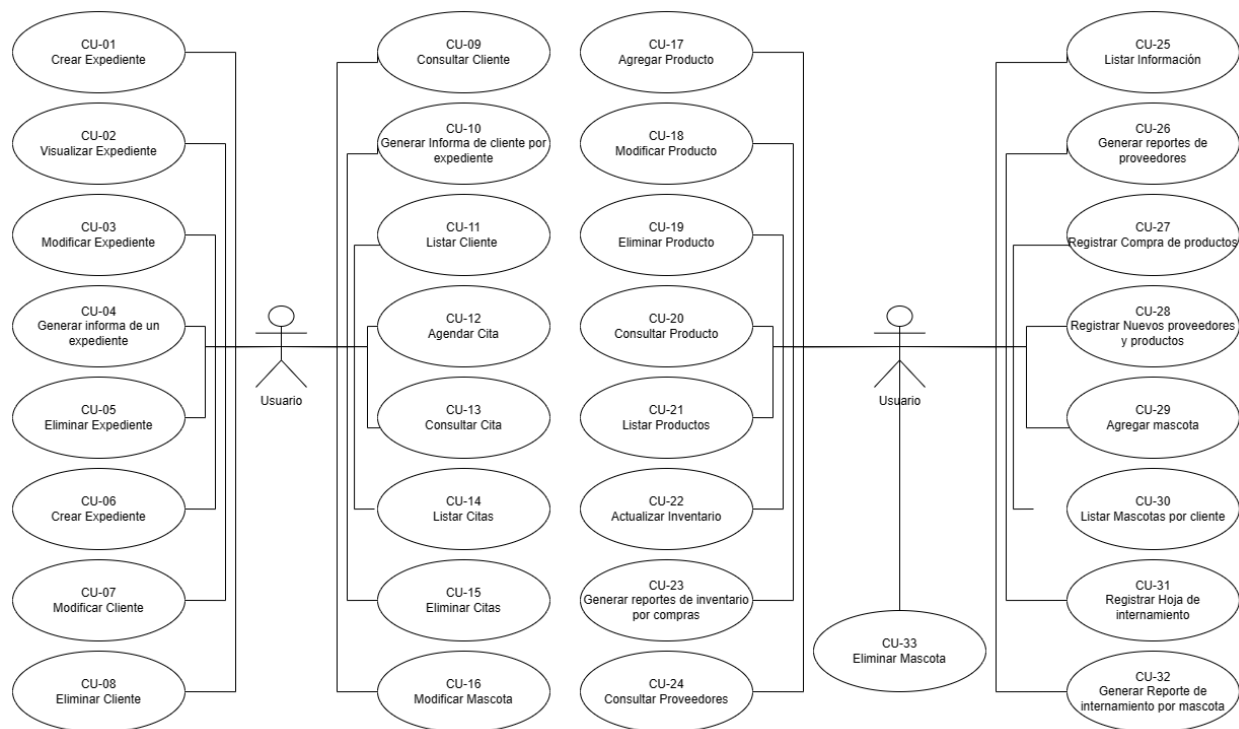 CU-01
Crear Expediente
CU-02
Visualizar Expediente
CU-03
Modificar Expediente
CU-04
Generar informa de un
expediente
CU-05
Eliminar Expediente
CU-06
Crear Expediente
CU-07
Modificar Cliente
CU-08
Eliminar Cliente
Usuario
CU-09
Consultar Cliente
CU-10
Generar Informa de cliente por
expediente
CU-11
Listar Cliente
CU-12
Agendar Cita
CU-13
Consultar Cita
CU-14
Listar Citas
CU-15
Eliminar Citas
CU-16
Modificar Mascota
CU-17
Agregar Producto
CU-18
Modificar Producto
CU-19
Eliminar Producto
CU-20
Consultar Producto
CU-21
Listar Productos
CU-22
Actualizar Inventario
CU-23
Generar reportes de inventario
por compras
CU-24
Consultar Proveedores
Usuario
CU-33
Eliminar Mascota
CU-25
Listar Información
CU-26
Generar reportes de
proveedores
CU-27
Registrar Compra de productos
CU-28
Registrar Nuevos proveedores
y productos
CU-29
Agregar mascota
CU-30
Listar Mascotas por cliente
CU-31
Registrar Hoja de
internamiento
CU-32
Generar Reporte de
internamiento por mascota